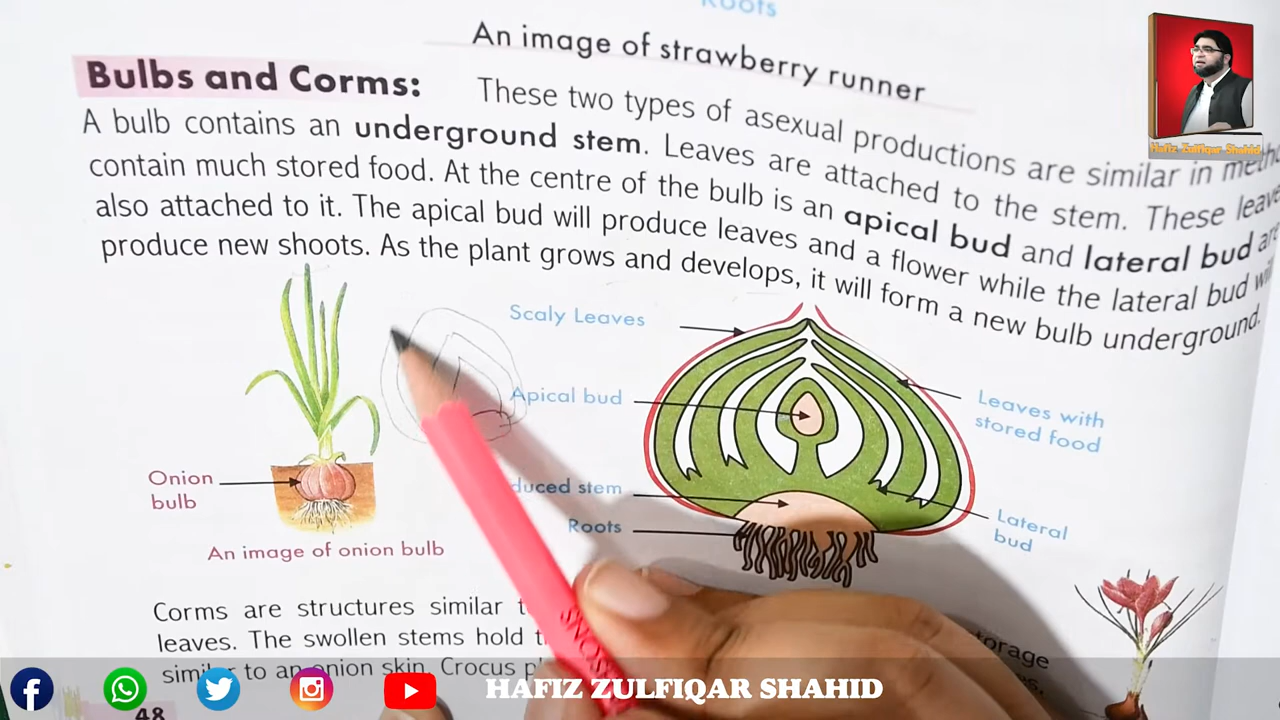 Roots
An image of strawberry runner
Bulbs and Corms: These two types of asexual productions are similar in
A bulb contains an underground stem. Leaves are attached to the stem. These
contain much stored food. At the centre of the bulb is an apical bud and lateral bud are
also attached to it. The apical bud will produce leaves and a flower while the lateral bud will
produce new shoots. As the plant grows and develops, it will form a new bulb underground.
Scaly Leaves
Apical bud
Leaves with
stored food
Onion
bulb
stem
Roots
Lateral
bud
An image of onion bulb
Corms are structures similar
leaves. The swollen stems hold
to an onion skin. Crocus
48
Hafiz Zulfiqar Shahid
HAFIZ ZULFIQAR SHAHID